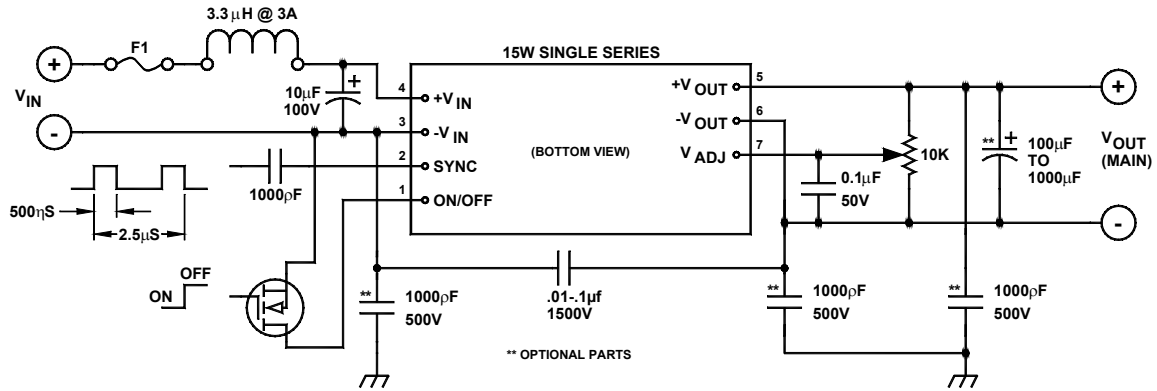 3.3 μH @ 3A
F1
+
VIN
-
10μF
100V
+
15W SINGLE SERIES
(BOTTOM VIEW)
4
+VIN
3
-VIN
2
SYNC
1
ON/OFF
1000ρF
500ηS
2.5μS
OFF
ON
5
+VOUT
6
-VOUT
7
VADJ
10K
0.1μF
50V
**
+
100μF
TO
1000μF
+
VOUT
(MAIN)
-
**
1000ρF
500V
.01-.1μf
1500V
**
1000ρF
500V
**
1000ρF
500V
** OPTIONAL PARTS